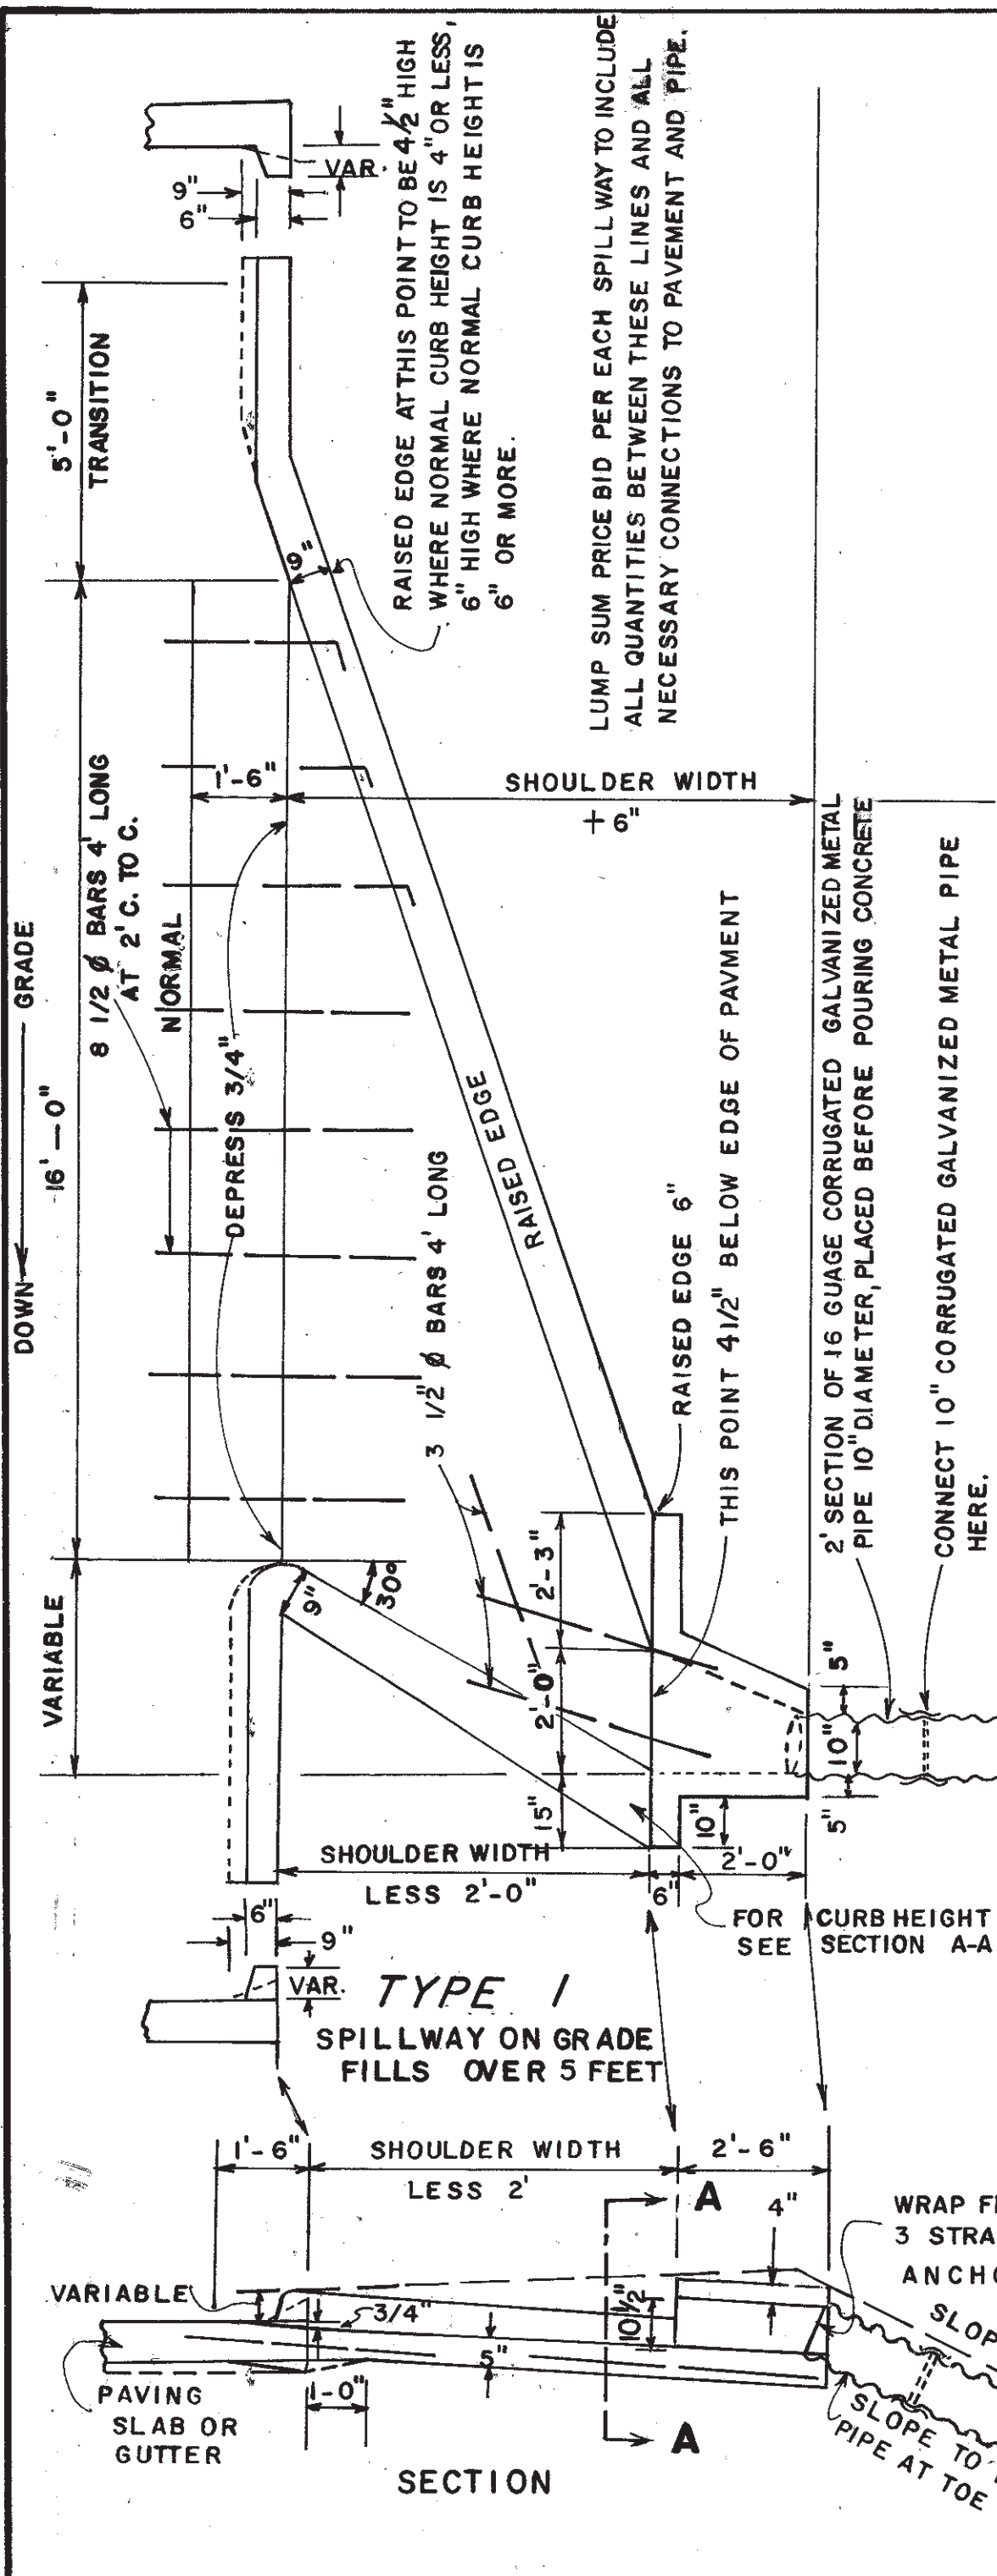 9"
6"
VAR.
RAISED EDGE AT THIS POINT TO BE 4 1/2" HIGH
WHERE NORMAL CURB HEIGHT IS 4" OR LESS,
6" HIGH WHERE NORMAL CURB HEIGHT IS
6" OR MORE.
LUMP SUM PRICE BID PER EACH SPILLWAY TO INCLUDE
ALL QUANTITIES BETWEEN THESE LINES AND ALL
NECESSARY CONNECTIONS TO PAVEMENT AND PIPE.
5'-0"
TRANSITION
9"
DOWN GRADE
16'-0"
8 1/2 Ø BARS 4' LONG
AT 2' C. TO C.
NORMAL
1'-6"
DEPRESS 3/4"
SHOULDER WIDTH
+ 6"
RAISED EDGE
3 1/2" Ø BARS 4' LONG
RAISED EDGE 6"
THIS POINT 4 1/2" BELOW EDGE OF PAVMENT
2' SECTION OF 16 GUAGE CORRUGATED GALVANIZED METAL
PIPE 10" DIAMETER, PLACED BEFORE POURING CONCRETE
CONNECT 10" CORRUGATED GALVANIZED METAL PIPE
HERE.
VARIABLE
9"
30°
2'-3"
2'-0"
15"
5"
10"
5"
10"
SHOULDER WIDTH
LESS 2'-0"
6"
2'-0"
FOR CURB HEIGHT
SEE SECTION A-A
6"
9"
VAR.
TYPE I
SPILLWAY ON GRADE
FILLS OVER 5 FEET
1'-6"
SHOULDER WIDTH
LESS 2'
2'-6"
A
4"
3 STRA
ANCHO
SLOP
VARIABLE
3/4"
10 1/2"
5"
1'-0"
PAVING
SLAB OR
GUTTER
A
SLOPE TO
PIPE AT TOE
SECTION